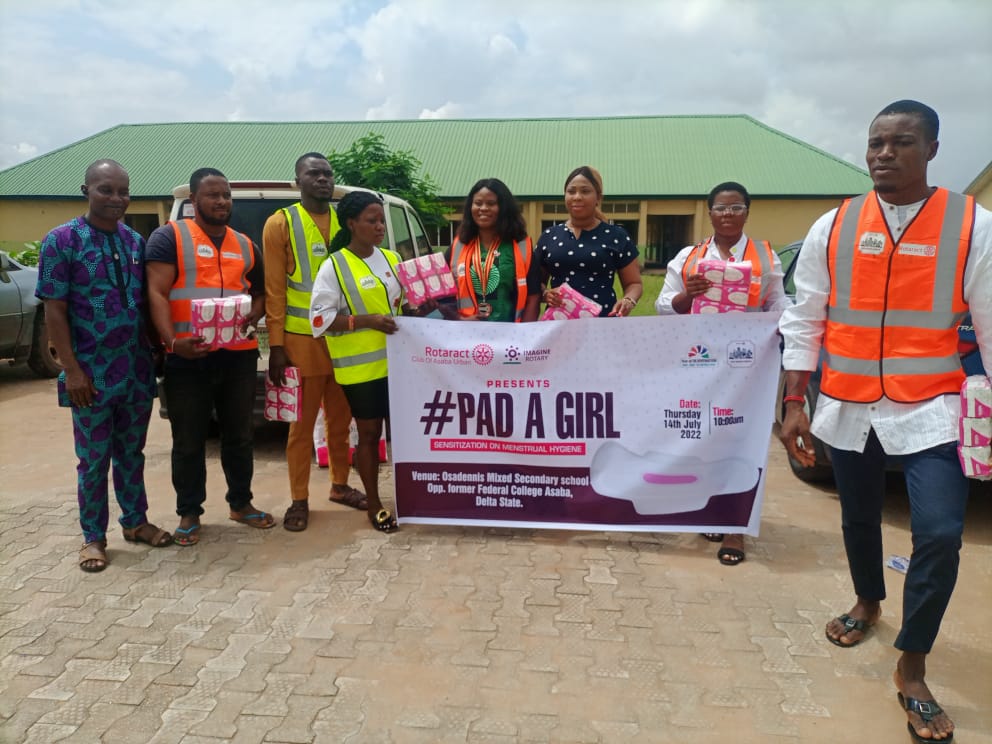 Rotaract
Club Of Asaba Urban
IMAGINE
ROTARY
PRESENTS
#PAD A GIRL
SENSITIZATION ON MENSTRUAL HYGIENE
Date:
Thursday
14th July
2022
Time:
10:00am
Venue: Osadennis Mixed Secondary school
Opp. former Federal College Asaba,
Delta State.
Rotaract